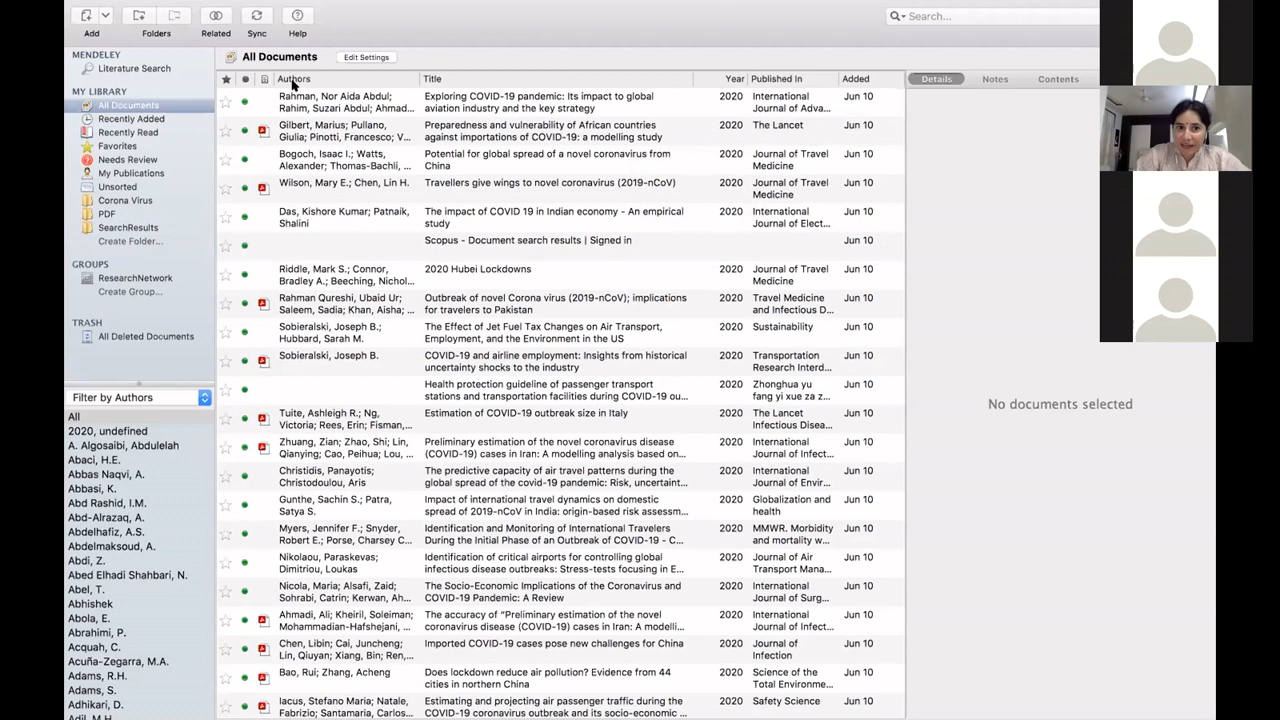 Search...
Add
Folders
Related
Sync
Help
MENDELEY
Literature Search
MY LIBRARY
All Documents
Recently Added
Recently Read
Favorites
Needs Review
My Publications
Unsorted
Corona Virus
PDF
SearchResults
Create Folder...
GROUPS
ResearchNetwork
Create Group...
TRASH
All Deleted Documents
Filter by Authors
All
2020, undefined
A. Algosaibi, Abdulelah
Abaci, H.E.
Abbas Naqvi, A.
Abbasi, K.
Abd Rashid, I.M.
Abd-Alrazaq, A.
Abdelhafiz, A.S.
Abdelmaksoud, A.
Abdi, Z.
Abed Elhadi Shahbari, N.
Abel, T.
Abhishek
Abola, E.
Abrahimi, P.
Acquah, C.
Acuña-Zegarra, M.A.
Adams, R.H.
Adams, S.
Adhikari, D.
Adil, M.H.
All Documents
Edit Settings
Authors Title Year Published In Added
Rahman, Nor Aida Abdul; Exploring COVID-19 pandemic: Its impact to global 2020 International Jun 10
Rahim, Suzari Abdul; Ahmad... aviation industry and the key strategy Journal of Adva...
Gilbert, Marius; Pullano, Preparedness and vulnerability of African countries 2020 The Lancet Jun 10
Giulia; Pinotti, Francesco; V... against importations of COVID-19: a modelling study
Bogoch, Isaac I.; Watts, Potential for global spread of a novel coronavirus from 2020 Journal of Travel Jun 10
Alexander; Thomas-Bachli, ... China Medicine
Wilson, Mary E.; Chen, Lin H. Travellers give wings to novel coronavirus (2019-nCoV) 2020 Journal of Travel Jun 10
Medicine
Das, Kishore Kumar; Patnaik, The impact of COVID 19 in Indian economy - An empirical 2020 International Jun 10
Shalini study Journal of Elect...
Scopus - Document search results | Signed in Jun 10
Riddle, Mark S.; Connor, 2020 Hubei Lockdowns 2020 Journal of Travel Jun 10
Bradley A.; Beeching, Nichol... Medicine
Rahman Qureshi, Ubaid Ur; Outbreak of novel Corona virus (2019-nCoV); implications 2020 Travel Medicine Jun 10
Saleem, Sadia; Khan, Aisha; ... for travelers to Pakistan and Infectious D...
Sobieralski, Joseph B.; The Effect of Jet Fuel Tax Changes on Air Transport, 2020 Sustainability Jun 10
Hubbard, Sarah M. Employment, and the Environment in the US
Sobieralski, Joseph B. COVID-19 and airline employment: Insights from historical 2020 Transportation Jun 10
uncertainty shocks to the industry Research Interd...
Health protection guideline of passenger transport 2020 Zhonghua yu Jun 10
stations and transportation facilities during COVID-19 ou... fang yi xue za z...
Tuite, Ashleigh R.; Ng, Estimation of COVID-19 outbreak size in Italy 2020 The Lancet Jun 10
Victoria; Rees, Erin; Fisman,... Infectious Disea...
Zhuang, Zian; Zhao, Shi; Lin, Preliminary estimation of the novel coronavirus disease 2020 International Jun 10
Qianying; Cao, Peihua; Lou, ... (COVID-19) cases in Iran: A modelling analysis based on... Journal of Infect...
Christidis, Panayotis; The predictive capacity of air travel patterns during the 2020 International Jun 10
Christodoulou, Aris global spread of the covid-19 pandemic: Risk, uncertaint... Journal of Envir...
Gunthe, Sachin S.; Patra, Impact of international travel dynamics on domestic 2020 Globalization and Jun 10
Satya S. spread of 2019-nCoV in India: origin-based risk assessm... health
Myers, Jennifer F.; Snyder, Identification and Monitoring of International Travelers 2020 MMWR. Morbidity Jun 10
Robert E.; Porse, Charsey C... During the Initial Phase of an Outbreak of COVID-19 - C... and mortality w...
Nikolaou, Paraskevas; Identification of critical airports for controlling global 2020 Journal of Air Jun 10
Dimitriou, Loukas infectious disease outbreaks: Stress-tests focusing in E... Transport Mana...
Nicola, Maria; Alsafi, Zaid; The Socio-Economic Implications of the Coronavirus and 2020 International Jun 10
Sohrabi, Catrin; Kerwan, Ah... COVID-19 Pandemic: A Review Journal of Surg...
Ahmadi, Ali; Kheiril, Soleiman; The accuracy of “Preliminary estimation of the novel 2020 International Jun 10
Mohammadian-Hafshejani, ... coronavirus disease (COVID-19) cases in Iran: A modelli... Journal of Infect...
Chen, Libin; Cai, Juncheng; Imported COVID-19 cases pose new challenges for China 2020 Journal of Jun 10
Lin, Qiuyan; Xiang, Bin; Ren,... Infection
Bao, Rui; Zhang, Acheng Does lockdown reduce air pollution? Evidence from 44 2020 Science of the Jun 10
cities in northern China Total Environme...
Iacus, Stefano Maria; Natale, Estimating and projecting air passenger traffic during the 2020 Safety Science Jun 10
Fabrizio; Santamaria, Carlos... COVID-19 coronavirus outbreak and its socio-economic ...
Details Notes Contents
No documents selected